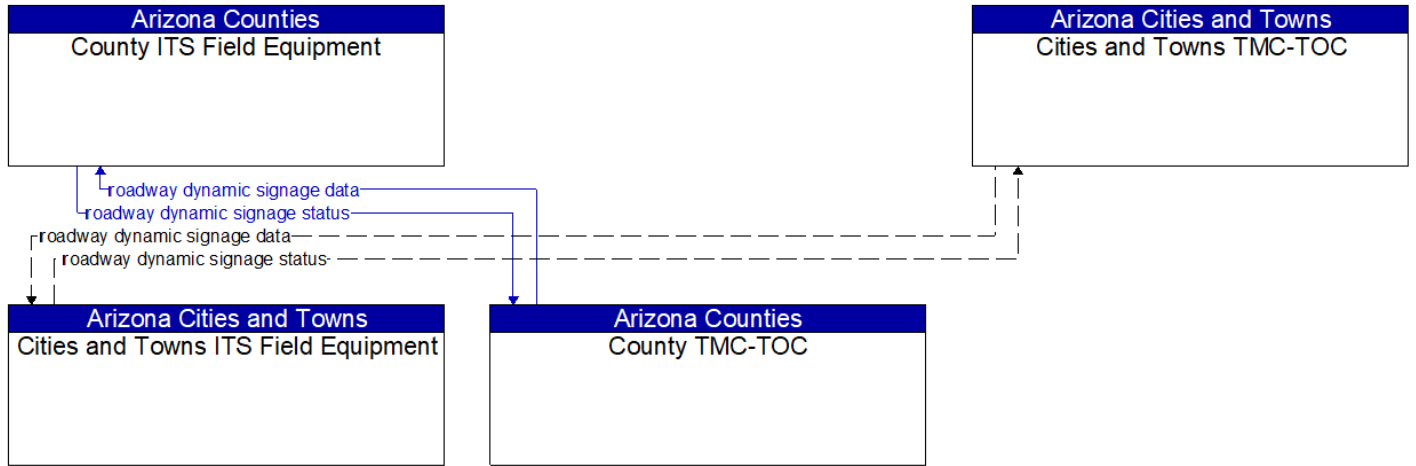 Arizona Counties
County ITS Field Equipment
Arizona Cities and Towns
Cities and Towns TMC-TOC
roadway dynamic signage data
roadway dynamic signage status
roadway dynamic signage data
roadway dynamic signage status
Arizona Cities and Towns
Cities and Towns ITS Field Equipment
Arizona Counties
County TMC-TOC